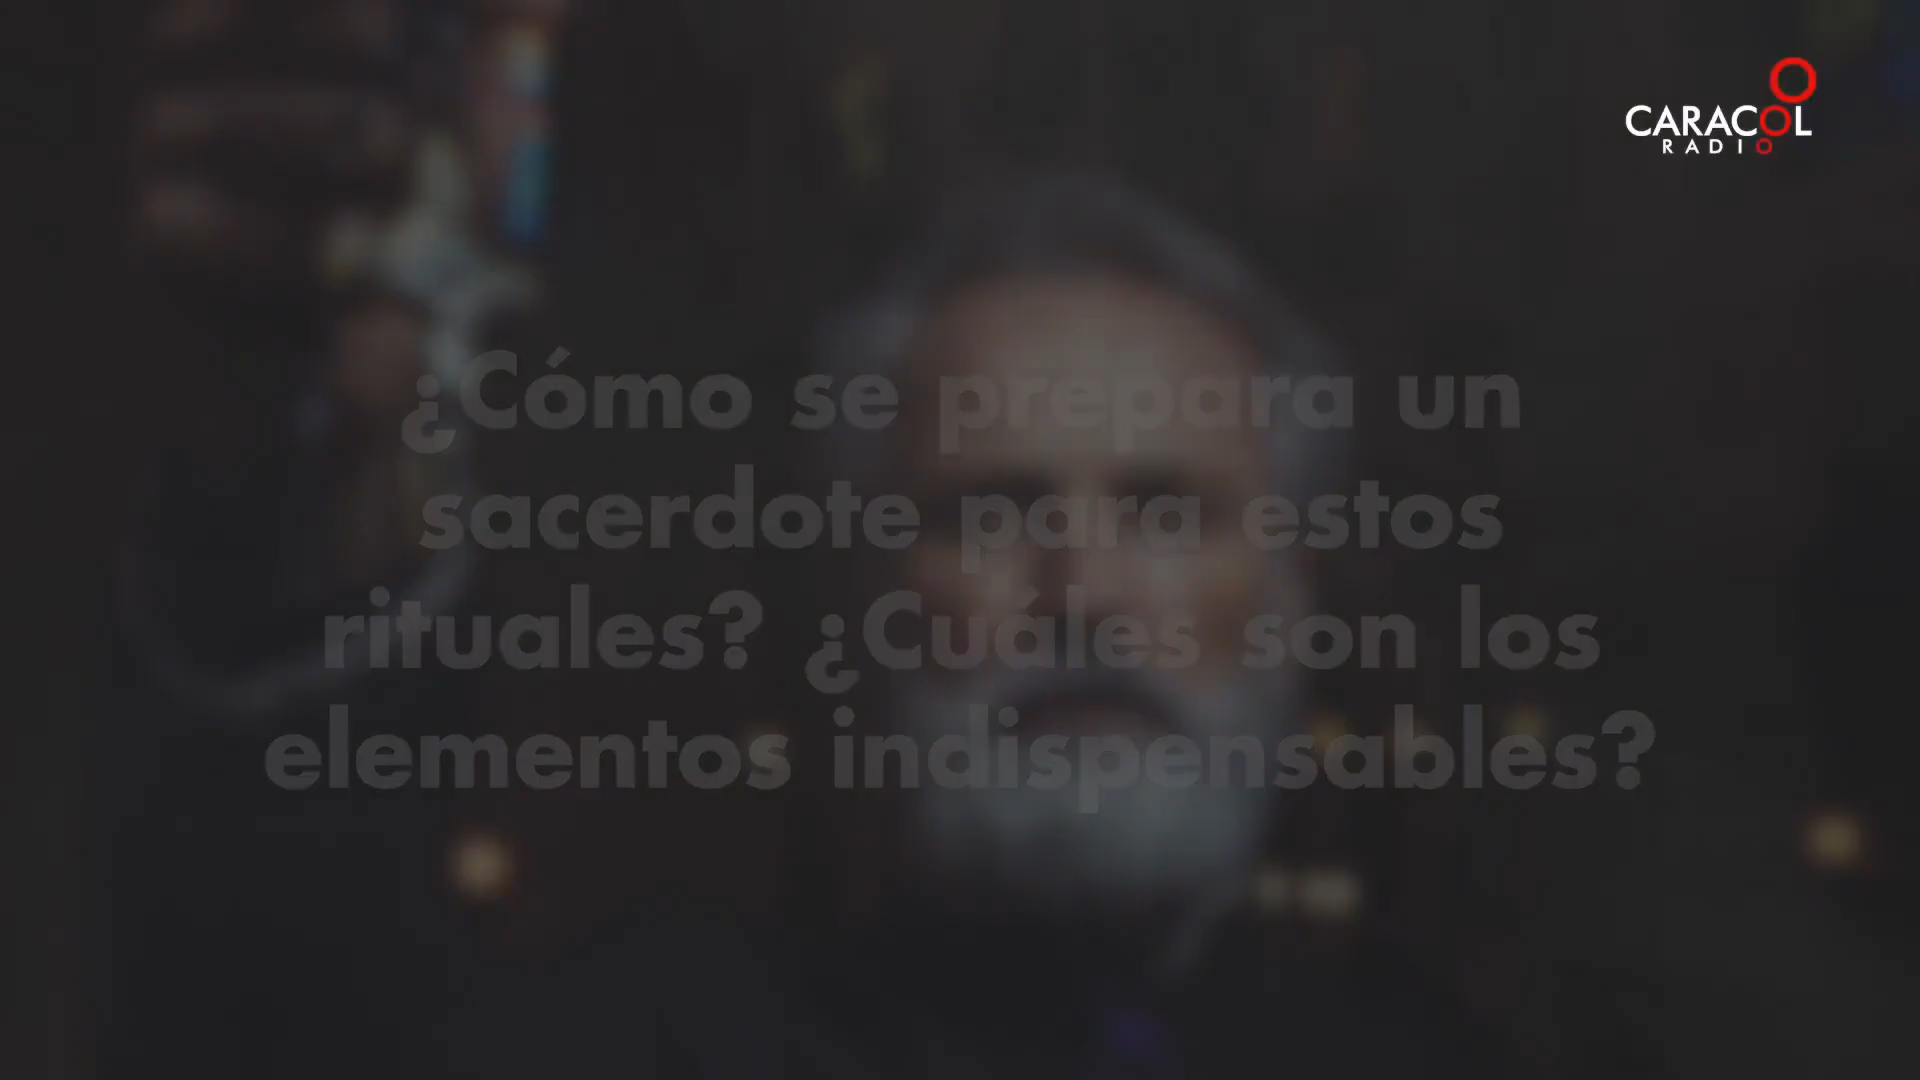 CARACOL
RADIO
¿Cómo se prepara un
sacerdote para estos
rituales? ¿Cuáles son los
elementos indispensables?